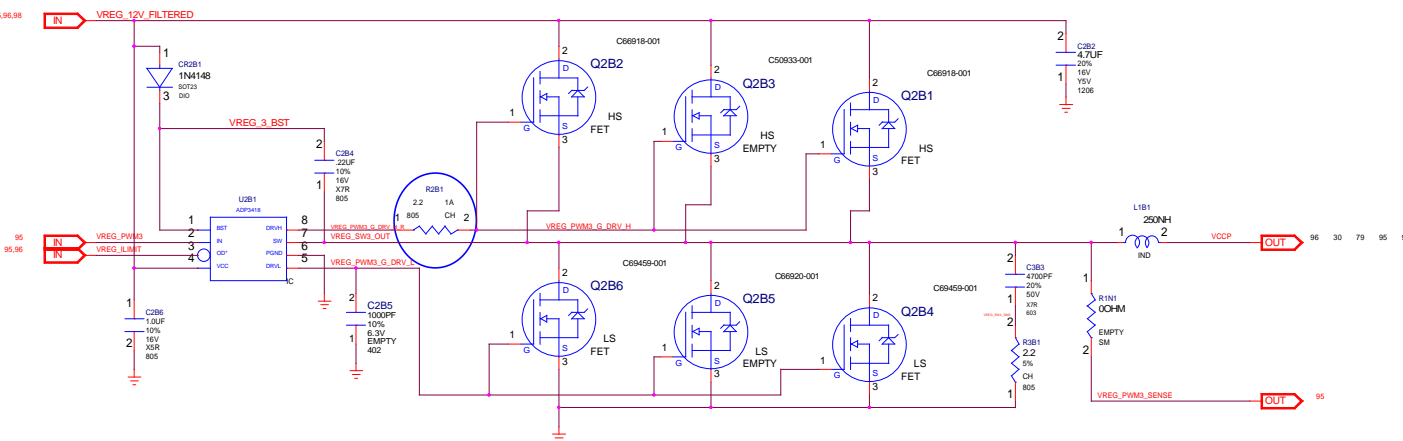 5,96,98
IN
VREG_12V_FILTERED
1
CR2B1
1N4148
SOT23
DIO
3
VREG_3_BST
2
C2B4
.22UF
10%
16V
X7R
805
1
U2B1
ADP3418
1
BST
DRVH
8
2
IN
SW
7
3
OD*
PGND
6
4
VCC
DRVL
5
IC
95
IN
VREG_PWM3
95,96
IN
VREG_ILIMIT
1
C2B6
1.0UF
10%
16V
X5R
805
2
R2B1
2.2
1A
805
CH
1
2
VREG_SW3_OUT
VREG_PWM3_G_DRV_L
VREG_PWM3_G_DRV_H
2
C2B5
1000PF
10%
6.3V
EMPTY
402
1
C66918-001
2
Q2B2
D
1
G
S
3
HS
FET
C50933-001
2
Q2B3
D
1
G
S
3
HS
EMPTY
C66918-001
2
Q2B1
D
1
G
S
3
HS
FET
2
C2B2
4.7UF
20%
16V
Y5V
1206
1
C69459-001
2
Q2B6
D
1
G
S
3
LS
FET
C66920-001
2
Q2B5
D
1
G
S
3
LS
EMPTY
C69459-001
2
Q2B4
D
1
G
S
3
LS
FET
2
C3B3
4700PF
20%
50V
X7R
603
1
2
R3B1
2.2
5%
CH
805
1
L1B1
250NH
1
2
IND
VCCP
OUT
96 30 79 95
1
R1N1
0OHM
EMPTY
SM
2
VREG_PWM3_SENSE
OUT
95